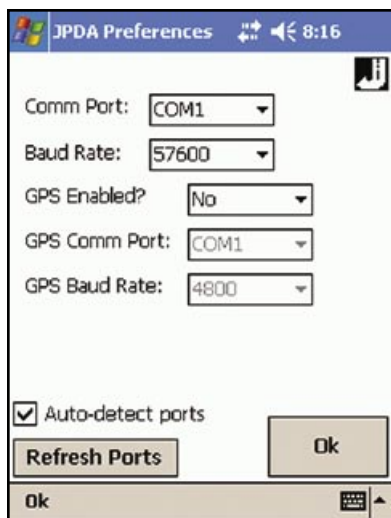 JPDA Preferences 8:16
Comm Port: COM1
Baud Rate: 57600
GPS Enabled? No
GPS Comm Port: COM1
GPS Baud Rate: 4800
Auto-detect ports
Refresh Ports
Ok
Ok